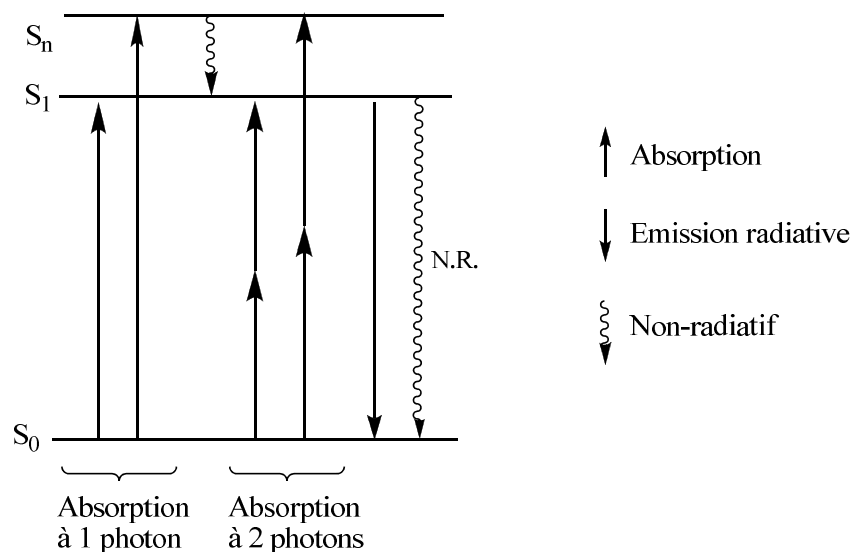 Sn
S1
Absorption
Emission radiative
N.R.
Non-radiatif
S0
Absorption
à 1 photon
Absorption
à 2 photons